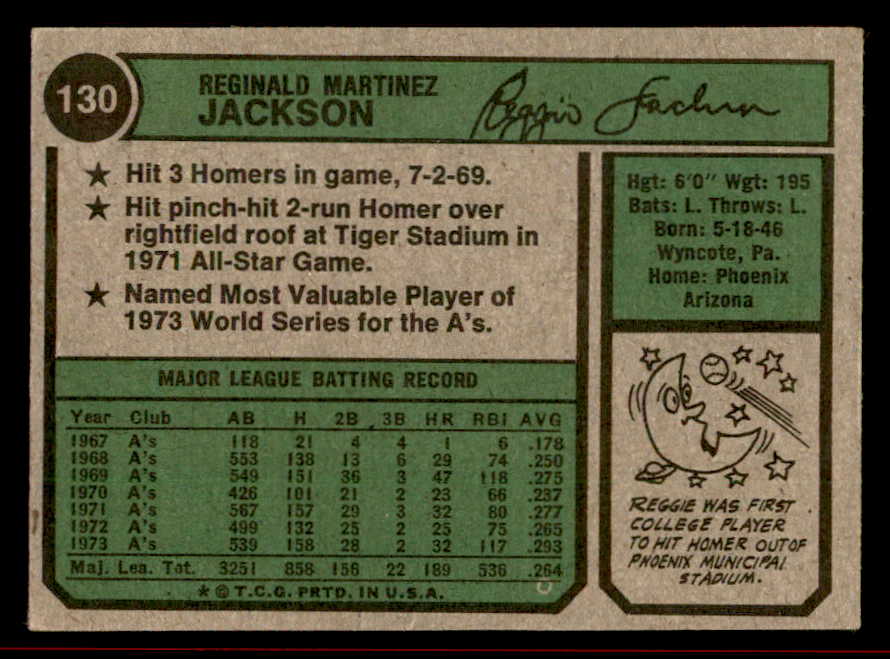 130
REGINALD MARTINEZ
JACKSON
Reggie Jackson
★ Hit 3 Homers in game, 7-2-69.
★ Hit pinch-hit 2-run Homer over
rightfield roof at Tiger Stadium in
1971 All-Star Game.
★ Named Most Valuable Player of
1973 World Series for the A's.
Hgt: 6'0" Wgt: 195
Bats: L. Throws: L.
Born: 5-18-46
Wyncote, Pa.
Home: Phoenix
Arizona
MAJOR LEAGUE BATTING RECORD
Year Club AB H 2B 3B HR RBI AVG
1967 A's 118 21 4 4 1 6 .178
1968 A's 553 138 13 6 29 74 .250
1969 A's 549 151 36 3 47 118 .275
1970 A's 426 101 21 2 23 66 .237
1971 A's 567 157 29 3 32 80 .277
1972 A's 499 132 25 2 25 75 .265
1973 A's 539 158 28 2 32 117 .293
Maj. Lea. Tot. 3251 858 156 22 189 536 .264
* © T.C.G. PRTD. IN U.S.A.
REGGIE WAS FIRST
COLLEGE PLAYER
TO HIT HOMER OUT OF
PHOENIX MUNICIPAL
STADIUM.